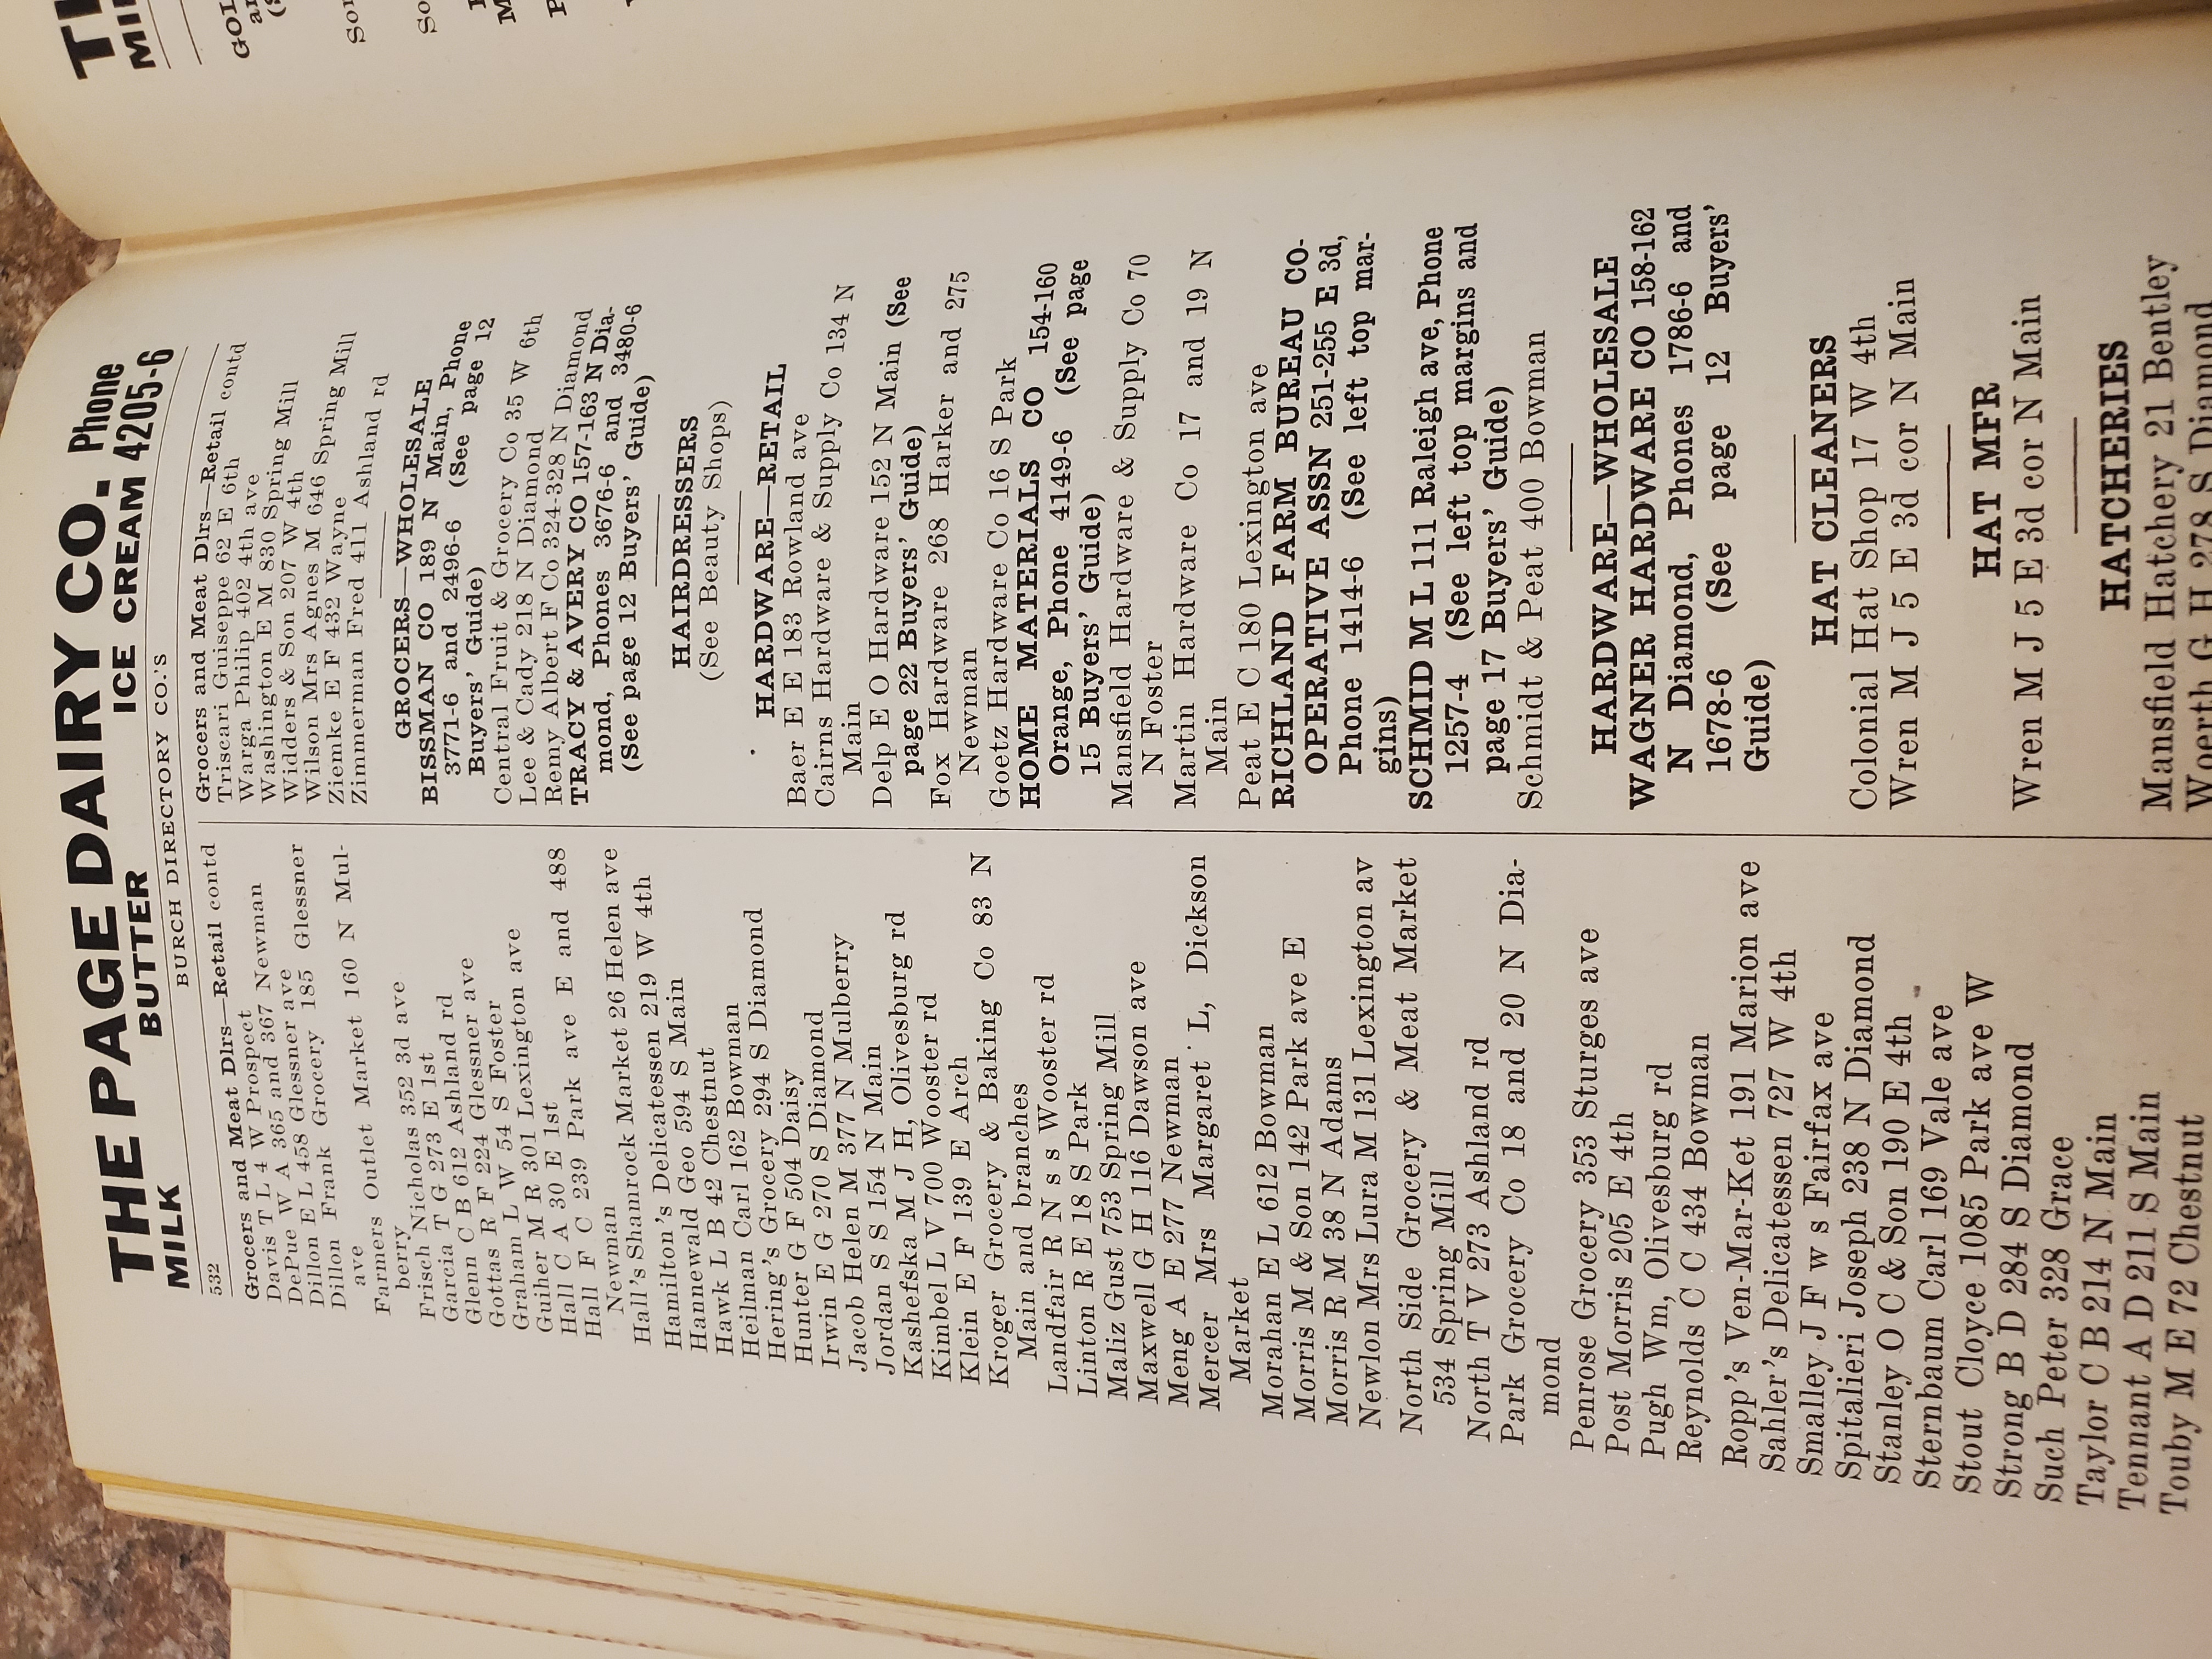 THE PAGE DAIRY CO. Phone
MILK BUTTER ICE CREAM 4205-6
BURCH DIRECTORY CO.'S
532
Grocers and Meat Dlrs—Retail contd
Davis T L 4 W Prospect
DePue W A 365 and 367 Newman
Dillon E L 458 Glessner ave
Dillon Frank Grocery 185 Glessner
ave
Farmers Outlet Market 160 N Mul-
berry
Frisch Nicholas 352 3d ave
Garcia T G 273 E 1st
Glenn C B 612 Ashland rd
Gottas R F 224 Glessner ave
Graham L W 54 S Foster
Guiher M R 301 Lexington ave
Hall C A 30 E 1st
Hall F C 239 Park ave E and 488
Newman
Hall's Shamrock Market 26 Helen ave
Hamilton's Delicatessen 219 W 4th
Hannewald Geo 594 S Main
Hawk L B 42 Chestnut
Heilman Carl 162 Bowman
Hering's Grocery 294 S Diamond
Hunter G F 504 Daisy
Irwin E G 270 S Diamond
Jacob Helen M 377 N Mulberry
Jordan S S 154 N Main
Kashefska M J H, Olivesburg rd
Kimbel L V 700 Wooster rd
Klein E F 139 E Arch
Kroger Grocery & Baking Co 83 N
Main and branches
Landfair R N s s Wooster rd
Linton R E 18 S Park
Maliz Gust 753 Spring Mill
Maxwell G H 116 Dawson ave
Meng A E 277 Newman
Mercer Mrs Margaret L, Dickson
Market
Morahan E L 612 Bowman
Morris M & Son 142 Park ave E
Morris R M 38 N Adams
Newlon Mrs Lura M 131 Lexington av
North Side Grocery & Meat Market
534 Spring Mill
North T V 273 Ashland rd
Park Grocery Co 18 and 20 N Dia-
mond
Penrose Grocery 353 Sturges ave
Post Morris 205 E 4th
Pugh Wm, Olivesburg rd
Reynolds C C 434 Bowman
Ropp's Ven-Mar-Ket 191 Marion ave
Sahler's Delicatessen 727 W 4th
Smalley J F w s Fairfax ave
Spitalieri Joseph 238 N Diamond
Stanley O C & Son 190 E 4th
Sternbaum Carl 169 Vale ave
Stout Cloyce 1085 Park ave W
Strong B D 284 S Diamond
Such Peter 328 Grace
Taylor C B 214 N Main
Tennant A D 211 S Main
Touby M E 72 Chestnut
Grocers and Meat Dlrs—Retail contd
Triscari Guiseppe 62 E 6th
Warga Philip 402 4th ave
Washington E M 830 Spring Mill
Widders & Son 207 W 4th
Wilson Mrs Agnes M 646 Spring Mill
Ziemke E F 432 Wayne
Zimmerman Fred 411 Ashland rd
GROCERS—WHOLESALE
BISSMAN CO 189 N Main, Phone
3771-6 and 2496-6 (See page 12
Buyers' Guide)
Central Fruit & Grocery Co 35 W 6th
Lee & Cady 218 N Diamond
Remy Albert F Co 324-328 N Diamond
TRACY & AVERY CO 157-163 N Dia-
mond, Phones 3676-6 and 3480-6
(See page 12 Buyers' Guide)
HAIRDRESSERS
(See Beauty Shops)
HARDWARE—RETAIL
Baer E E 183 Rowland ave
Cairns Hardware & Supply Co 134 N
Main
Delp E O Hardware 152 N Main (See
page 22 Buyers' Guide)
Fox Hardware 268 Harker and 275
Newman
Goetz Hardware Co 16 S Park
HOME MATERIALS CO 154-160
Orange, Phone 4149-6 (See page
15 Buyers' Guide)
Mansfield Hardware & Supply Co 70
N Foster
Martin Hardware Co 17 and 19 N
Main
Peat E C 180 Lexington ave
RICHLAND FARM BUREAU CO-
OPERATIVE ASSN 251-255 E 3d,
Phone 1414-6 (See left top mar-
gins)
SCHMID M L 111 Raleigh ave, Phone
1257-4 (See left top margins and
page 17 Buyers' Guide)
Schmidt & Peat 400 Bowman
HARDWARE—WHOLESALE
WAGNER HARDWARE CO 158-162
N Diamond, Phones 1786-6 and
1678-6 (See page 12 Buyers'
Guide)
HAT CLEANERS
Colonial Hat Shop 17 W 4th
Wren M J 5 E 3d cor N Main
HAT MFR
Wren M J 5 E 3d cor N Main
HATCHERIES
Mansfield Hatchery 21 Bentley
Woerth G H 278 S Diamond